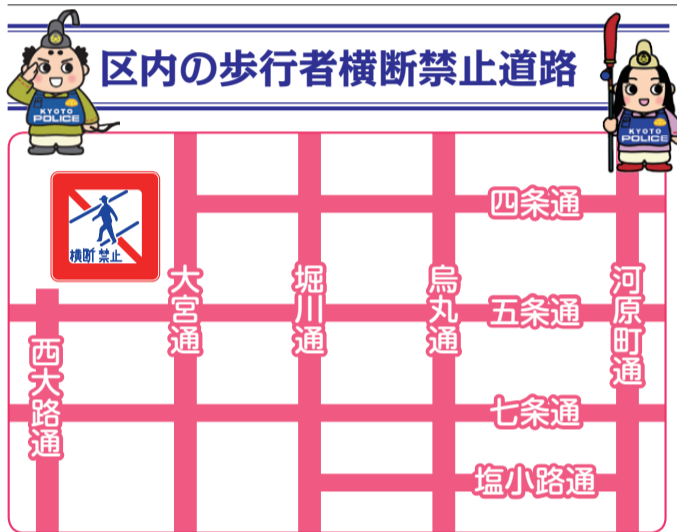 区内の歩行者横断禁止道路
KYOTO
POLICE
KYOTO
POLICE
横断 禁止
四条通
大宮通
堀川通
烏丸通
五条通
河原町通
西大路通
七条通
塩小路通